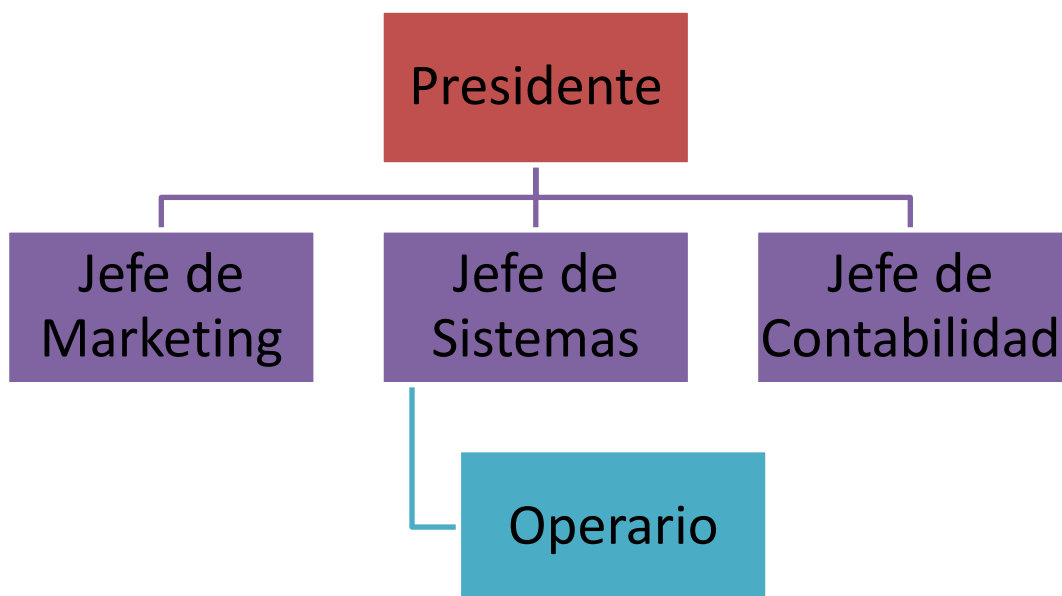 Presidente
Jefe de
Marketing
Jefe de
Sistemas
Jefe de
Contabilidad
Operario